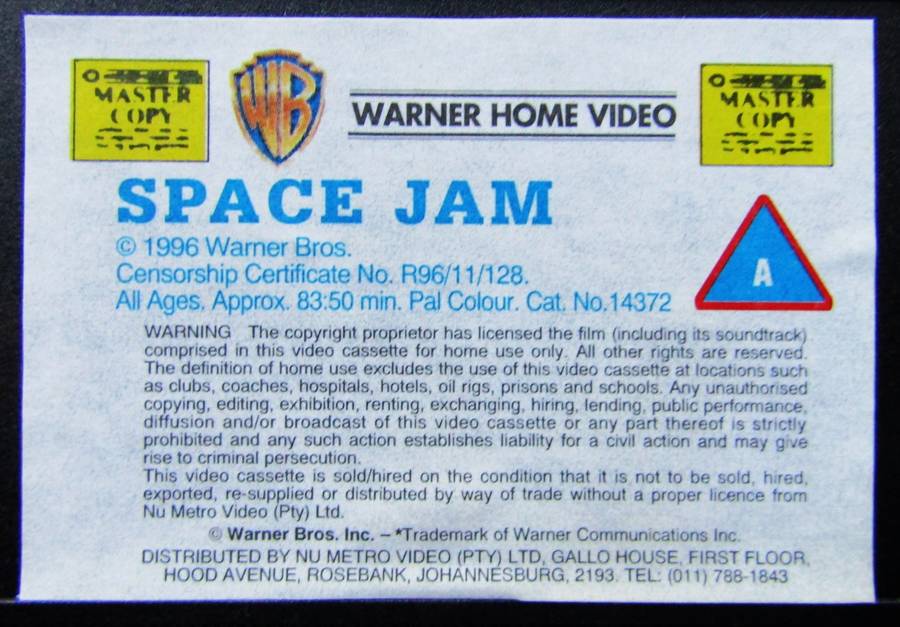 MASTER
COPY
WB
WARNER HOME VIDEO
MASTER
COPY
SPACE JAM
© 1996 Warner Bros.
Censorship Certificate No. R96/11/128.
All Ages. Approx. 83:50 min. Pal Colour. Cat. No.14372
A
WARNING The copyright proprietor has licensed the film (including its soundtrack)
comprised in this video cassette for home use only. All other rights are reserved.
The definition of home use excludes the use of this video cassette at locations such
as clubs, coaches, hospitals, hotels, oil rigs, prisons and schools. Any unauthorised
copying, editing, exhibition, renting, exchanging, hiring, lending, public performance,
diffusion and/or broadcast of this video cassette or any part thereof is strictly
prohibited and any such action establishes liability for a civil action and may give
rise to criminal persecution.
This video cassette is sold/hired on the condition that it is not to be sold, hired,
exported, re-supplied or distributed by way of trade without a proper licence from
Nu Metro Video (Pty) Ltd.
© Warner Bros. Inc. – *Trademark of Warner Communications Inc.
DISTRIBUTED BY NU METRO VIDEO (PTY) LTD, GALLO HOUSE, FIRST FLOOR,
HOOD AVENUE, ROSEBANK, JOHANNESBURG, 2193. TEL: (011) 788-1843